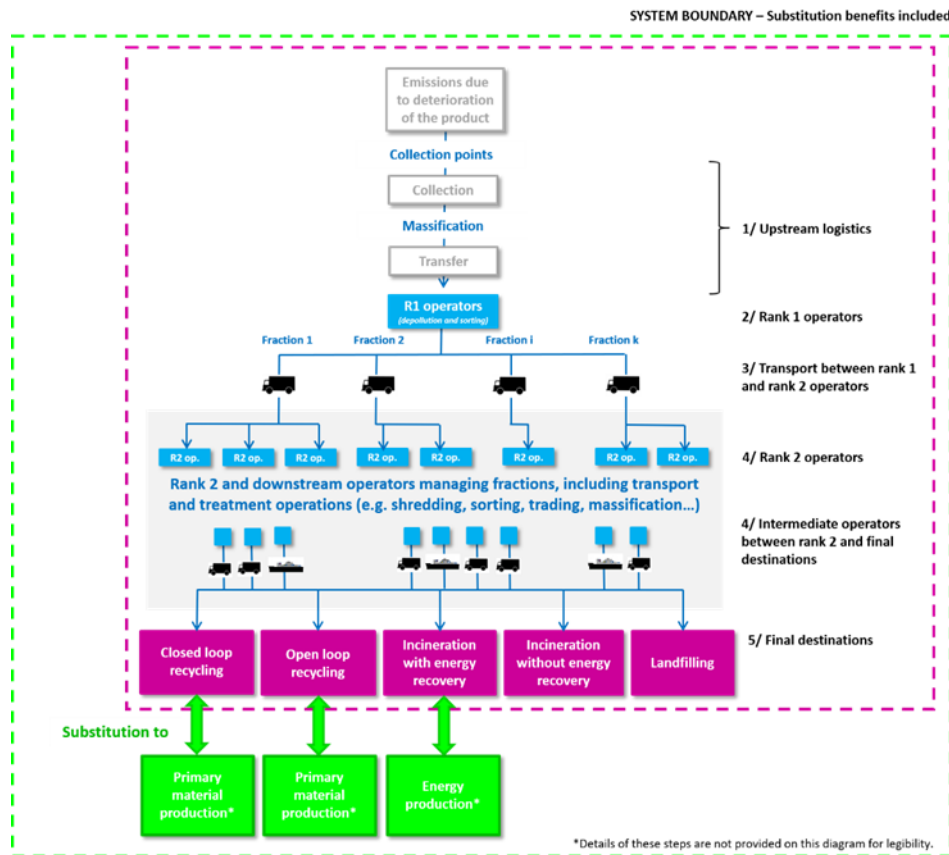 SYSTEM BOUNDARY – Substitution benefits included
Emissions due
to deterioration
of the product
Collection points
Collection
Massification
1/ Upstream logistics
Transfer
R1 operators
(depollution and sorting)
2/ Rank 1 operators
Fraction 1
Fraction 2
Fraction i
Fraction k
3/ Transport between rank 1
and rank 2 operators
R2 op.
R2 op.
R2 op.
R2 op.
R2 op.
R2 op.
R2 op.
R2 op.
4/ Rank 2 operators
Rank 2 and downstream operators managing fractions, including transport
and treatment operations (e.g. shredding, sorting, trading, massification...)
4/ Intermediate operators
between rank 2 and final
destinations
5/ Final destinations
Closed loop
recycling
Open loop
recycling
Incineration
with energy
recovery
Incineration
without energy
recovery
Landfilling
Substitution to
Primary
material
production*
Primary
material
production*
Energy
production*
*Details of these steps are not provided on this diagram for legibility.